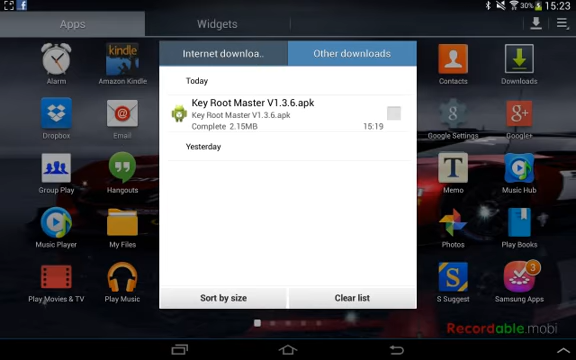 30%
15:23
Apps
Widgets
Internet downloa..
Other downloads
Today
Key Root Master V1.3.6.apk
Key Root Master V1.3.6.apk
Complete 2.15MB
15:19
Yesterday
Sort by size
Clear list
Alarm
kindle
Amazon Kindle
Contacts
Downloads
Dropbox
Email
Google Settings
Google+
Group Play
Hangouts
Memo
Music Hub
Music Player
My Files
Photos
Play Books
Play Movies & TV
Play Music
S Suggest
3
Samsung Apps
Recordable.mobi